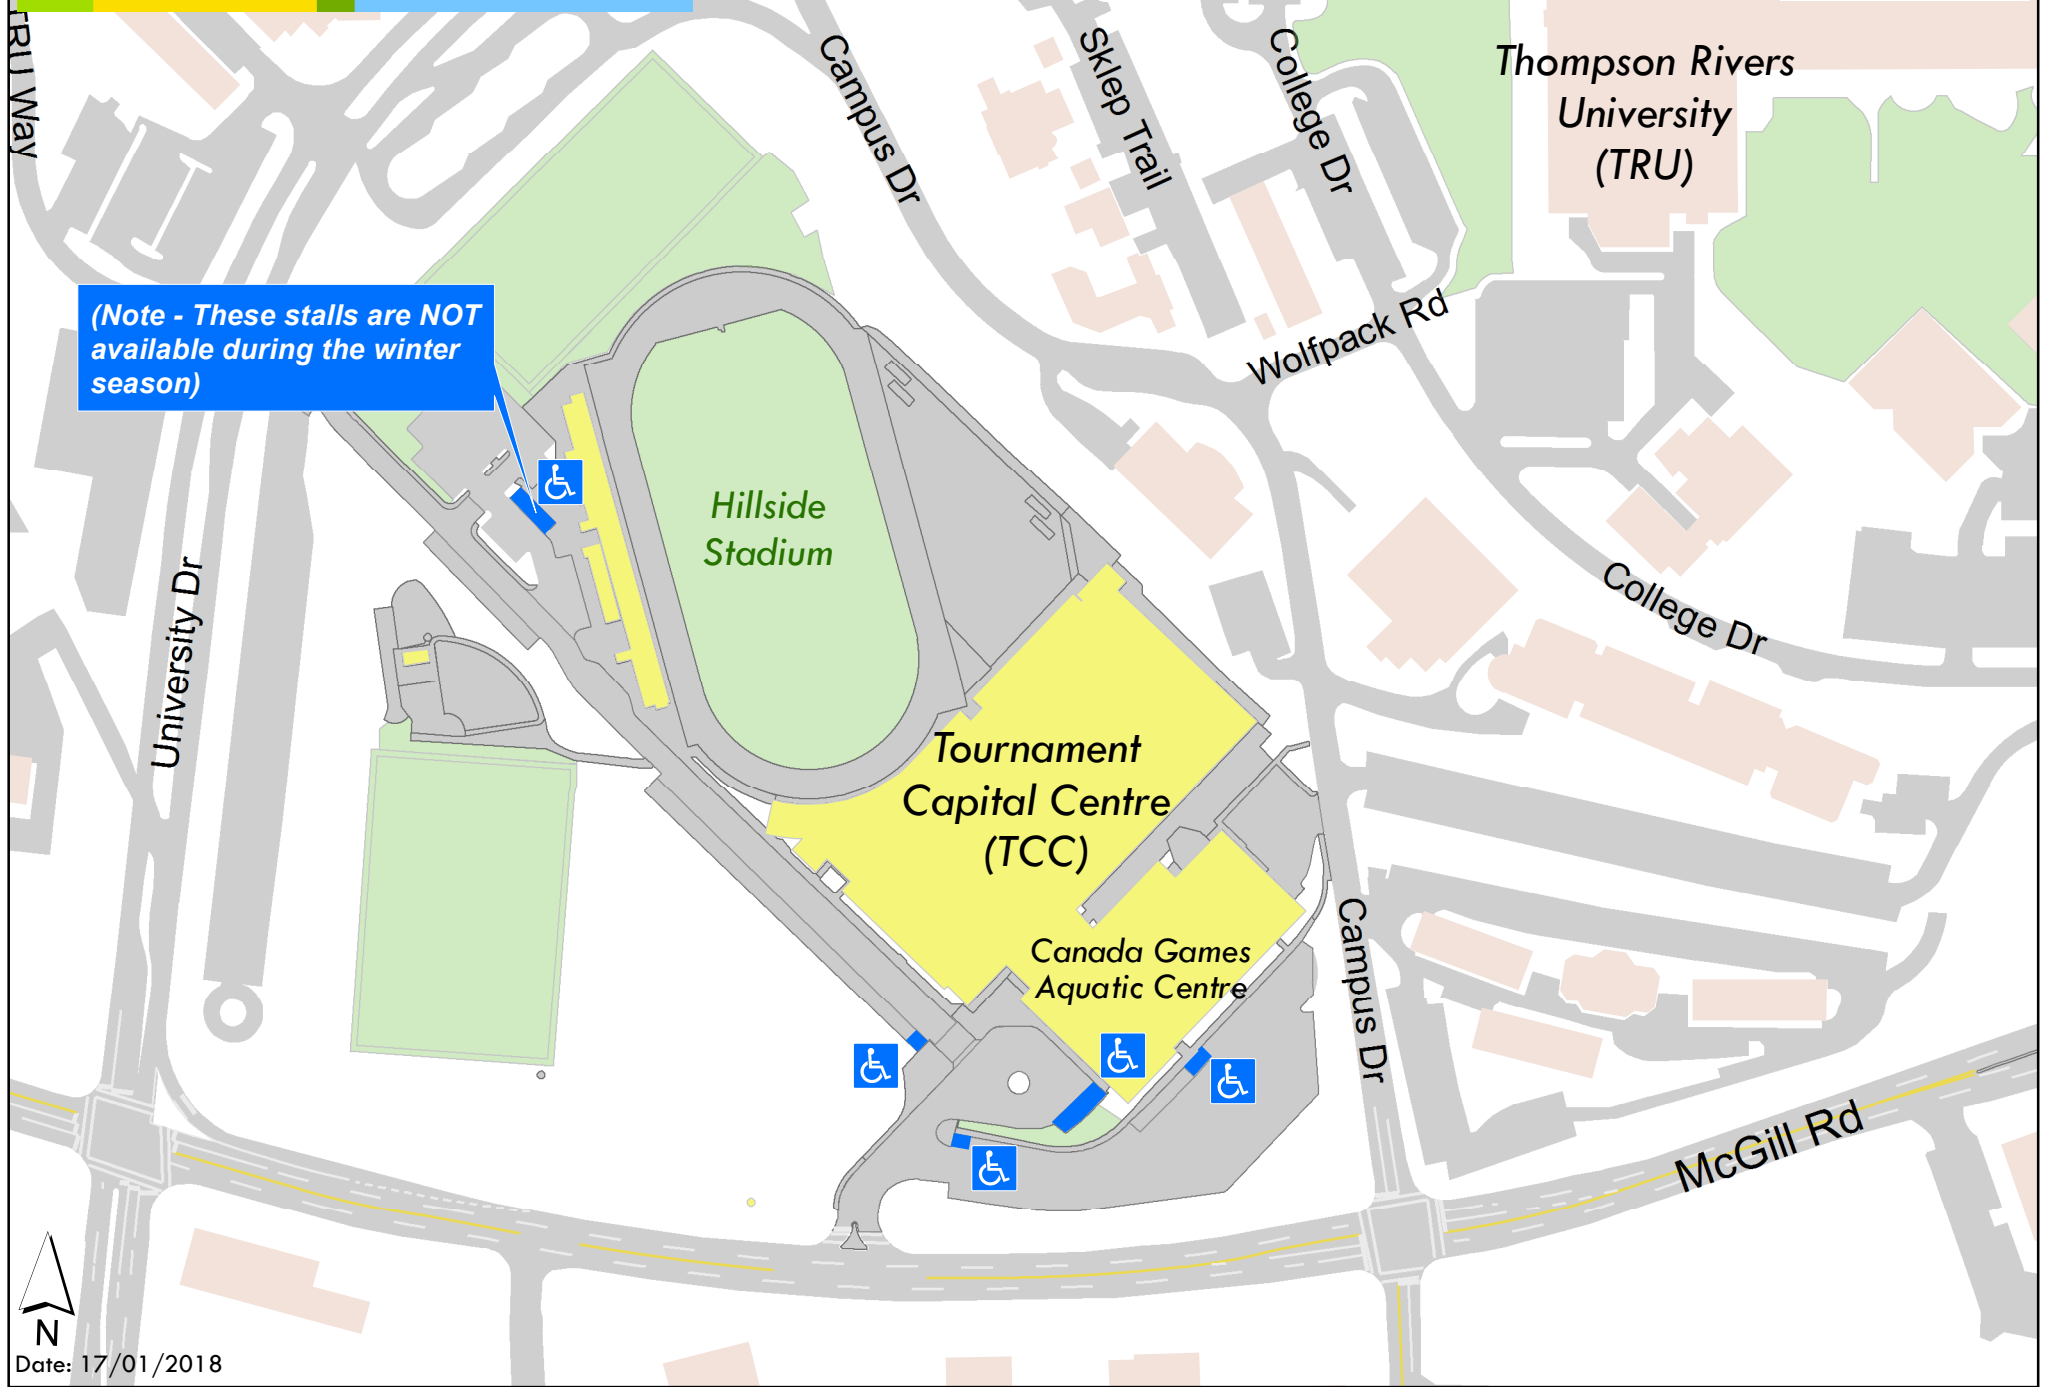 TRU Way
Campus Dr
Sklep Trail
College Dr
Thompson Rivers
University
(TRU)
(Note - These stalls are NOT
available during the winter
season)
Wolfpack Rd
Hillside
Stadium
University Dr
College Dr
Tournament
Capital Centre
(TCC)
Canada Games
Aquatic Centre
Campus Dr
McGill Rd
N
Date: 17/01/2018